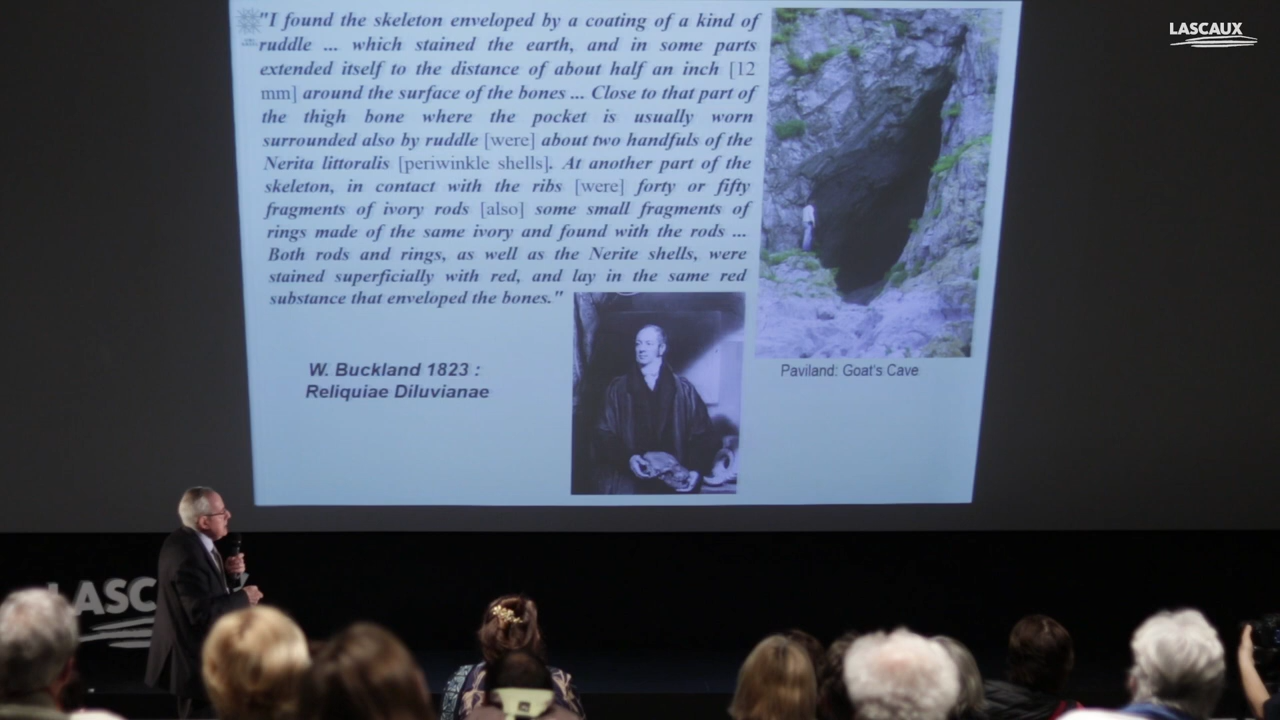 "I found the skeleton enveloped by a coating of a kind of
ruddle ... which stained the earth, and in some parts
extended itself to the distance of about half an inch [12
mm] around the surface of the bones ... Close to that part of
the thigh bone where the pocket is usually worn
surrounded also by ruddle [were] about two handfuls of the
Nerita littoralis [periwinkle shells]. At another part of the
skeleton, in contact with the ribs [were] forty or fifty
fragments of ivory rods [also] some small fragments of
rings made of the same ivory and found with the rods ...
Both rods and rings, as well as the Nerite shells, were
stained superficially with red, and lay in the same red
substance that enveloped the bones."
W. Buckland 1823 :
Reliquiae Diluvianae
Paviland: Goat's Cave
LASCAUX
LASC